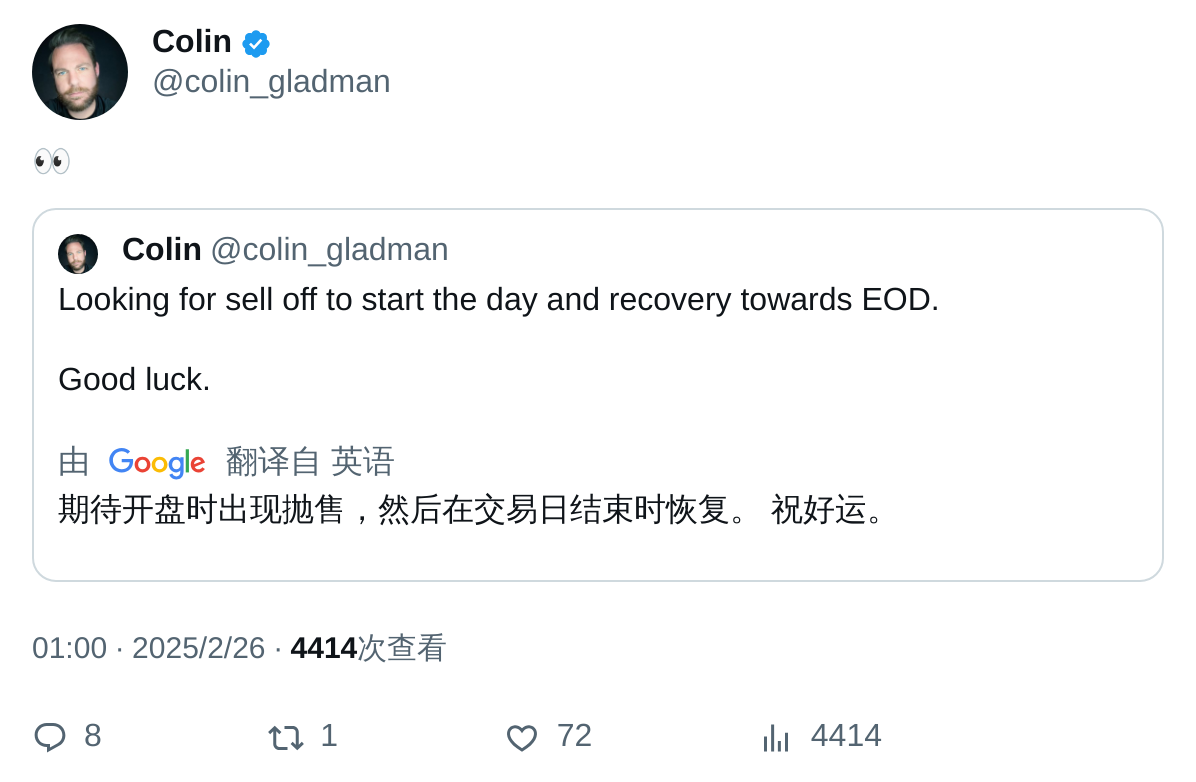 Colin
@colin_gladman
👀
Colin @colin_gladman
Looking for sell off to start the day and recovery towards EOD.
Good luck.
由 Google 翻译自 英语
期待开盘时出现抛售，然后在交易日结束时恢复。 祝好运。
01:00 · 2025/2/26 · 4414次查看
8 1 72 4414